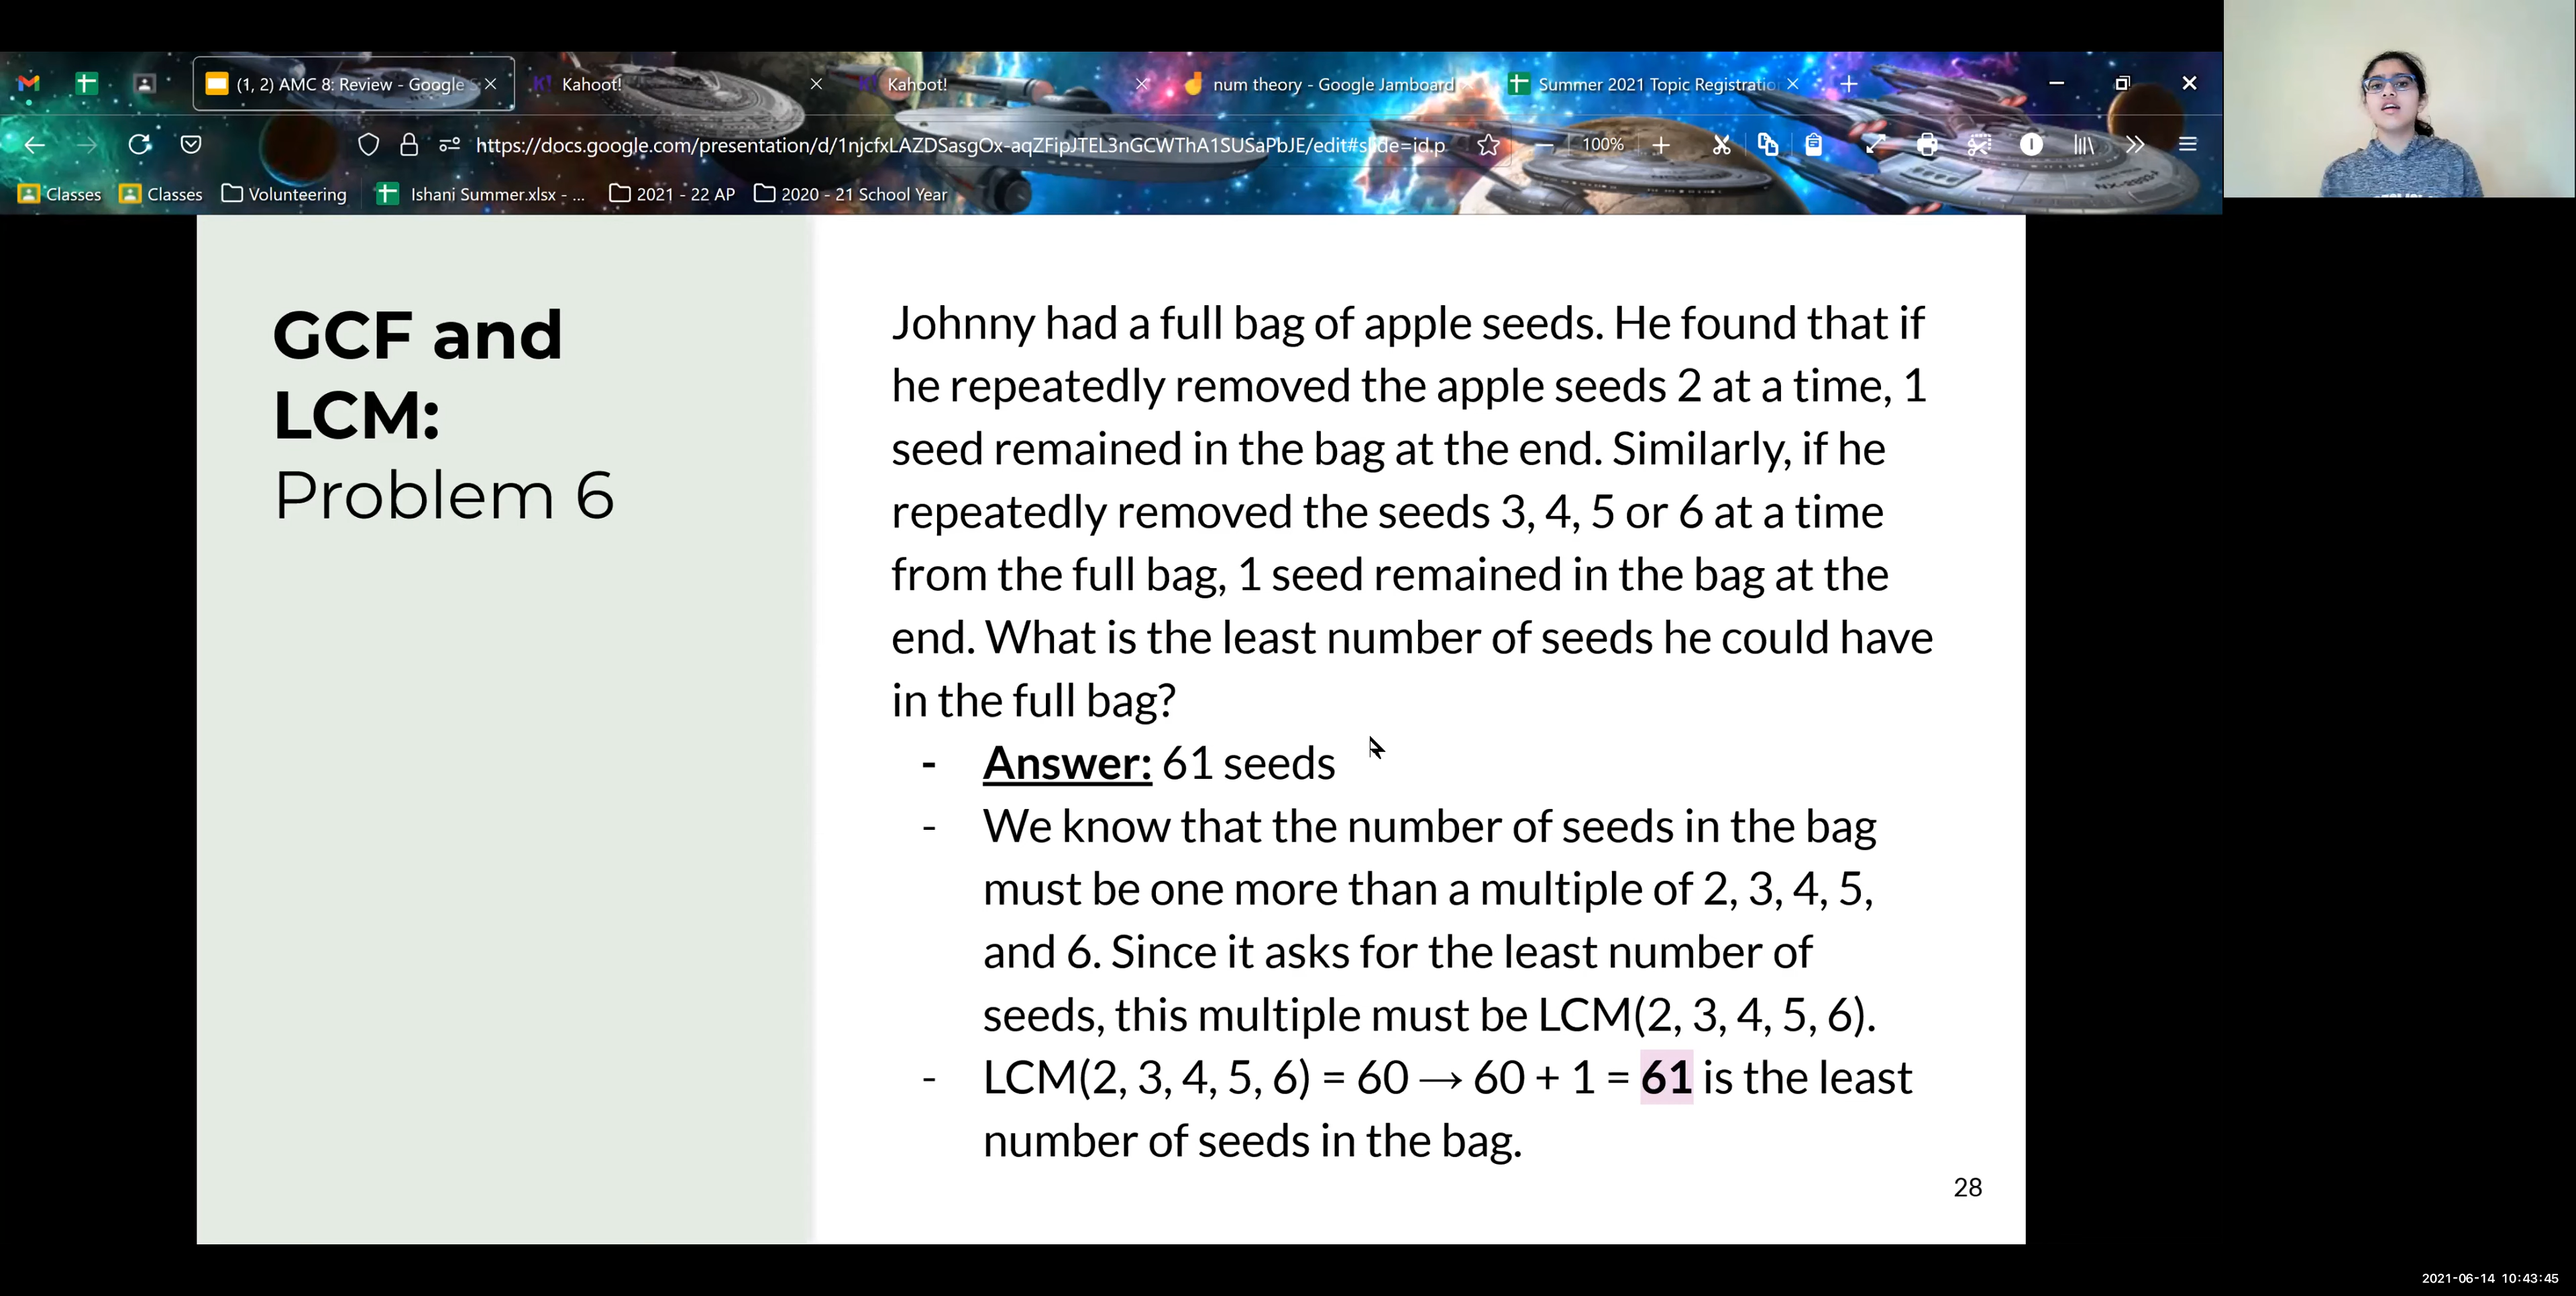 (1, 2) AMC 8: Review - Google
Kahoot!
Kahoot!
num theory - Google Jamboard
Summer 2021 Topic Registratio
https://docs.google.com/presentation/d/1njcfxLAZDSasgOx-aqZFipJTEL3nGCWThA1SUSaPbJE/edit#slide=id.p
100%
Classes
Classes
Volunteering
Ishani Summer.xlsx - ...
2021 - 22 AP
2020 - 21 School Year
GCF and
LCM:
Problem 6
Johnny had a full bag of apple seeds. He found that if
he repeatedly removed the apple seeds 2 at a time, 1
seed remained in the bag at the end. Similarly, if he
repeatedly removed the seeds 3, 4, 5 or 6 at a time
from the full bag, 1 seed remained in the bag at the
end. What is the least number of seeds he could have
in the full bag?
- Answer: 61 seeds
- We know that the number of seeds in the bag
must be one more than a multiple of 2, 3, 4, 5,
and 6. Since it asks for the least number of
seeds, this multiple must be LCM(2, 3, 4, 5, 6).
- LCM(2, 3, 4, 5, 6) = 60 → 60 + 1 = 61 is the least
number of seeds in the bag.
28
2021-06-14 10:43:45